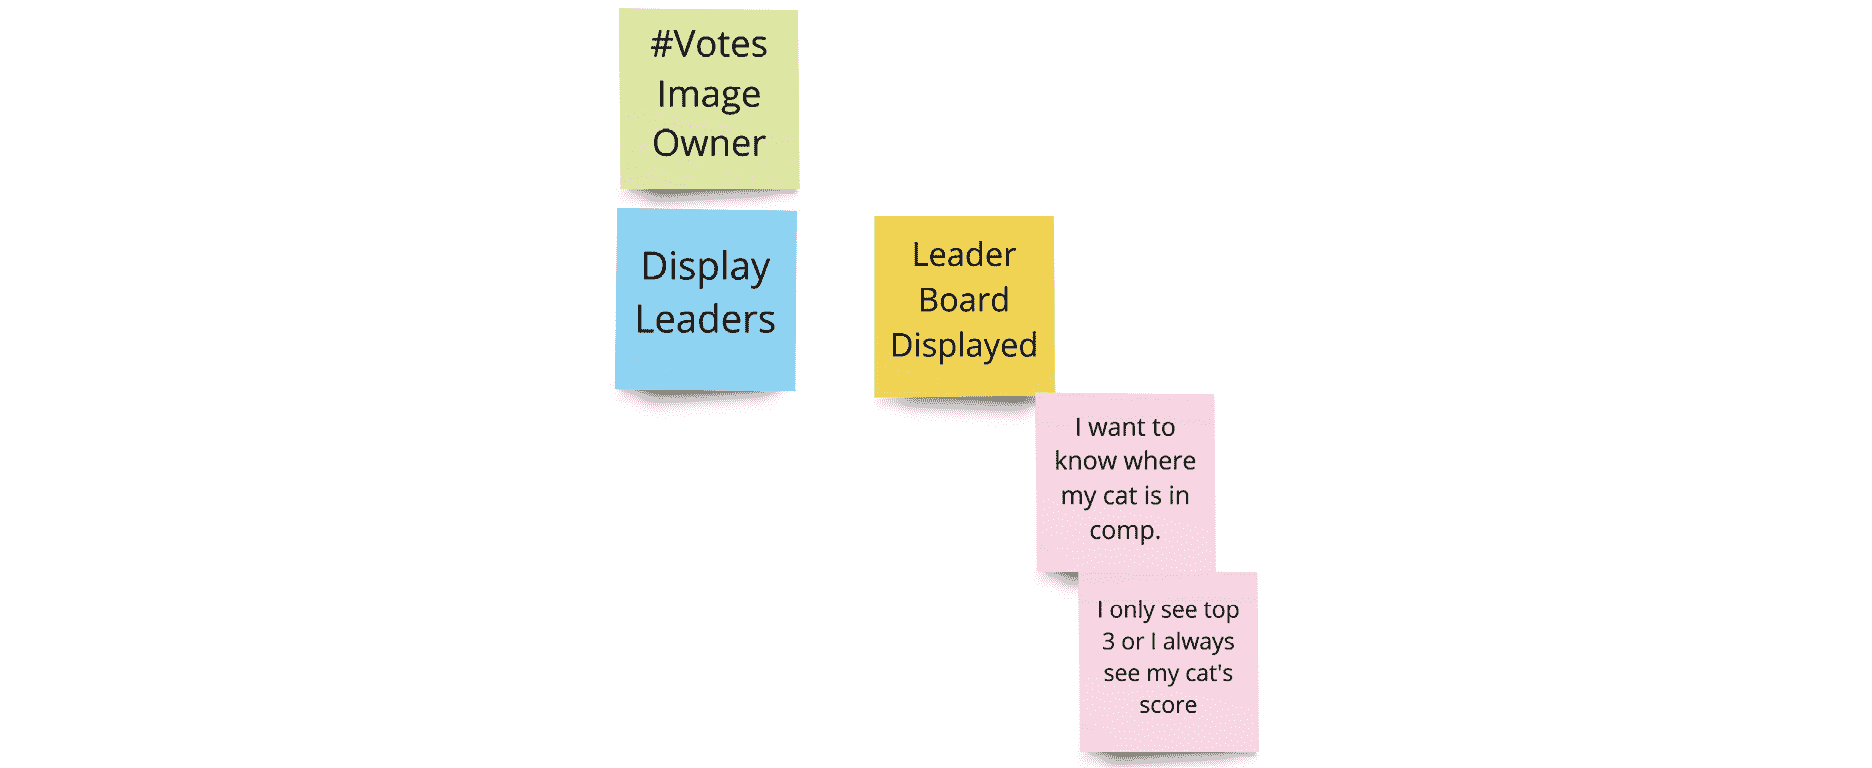 #Votes
Image
Owner
Display
Leaders
Leader
Board
Displayed
I want to
know where
my cat is in
comp.
I only see top
3 or I always
see my cat's
score